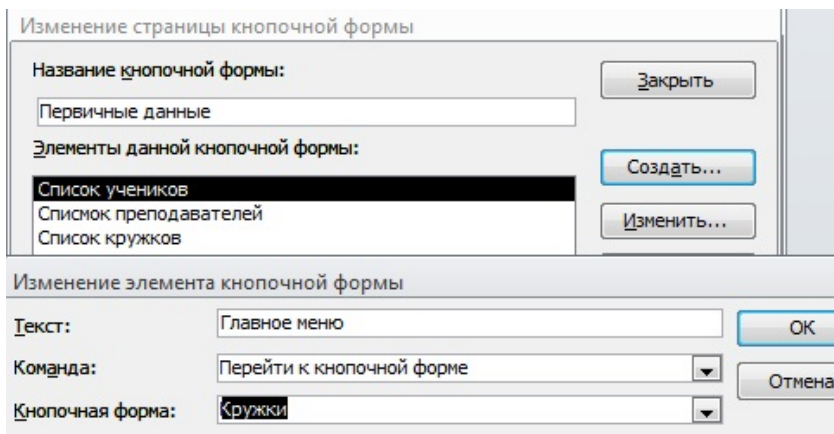 Изменение страницы кнопочной формы
Название кнопочной формы:
Закрыть
Первичные данные
Элементы данной кнопочной формы:
Создать...
Список учеников
Списмок преподавателей
Изменить...
Список кружков
Изменение элемента кнопочной формы
Текст:
Главное меню
ОК
Команда:
Перейти к кнопочной форме
Отмена
Кнопочная форма:
Кружки